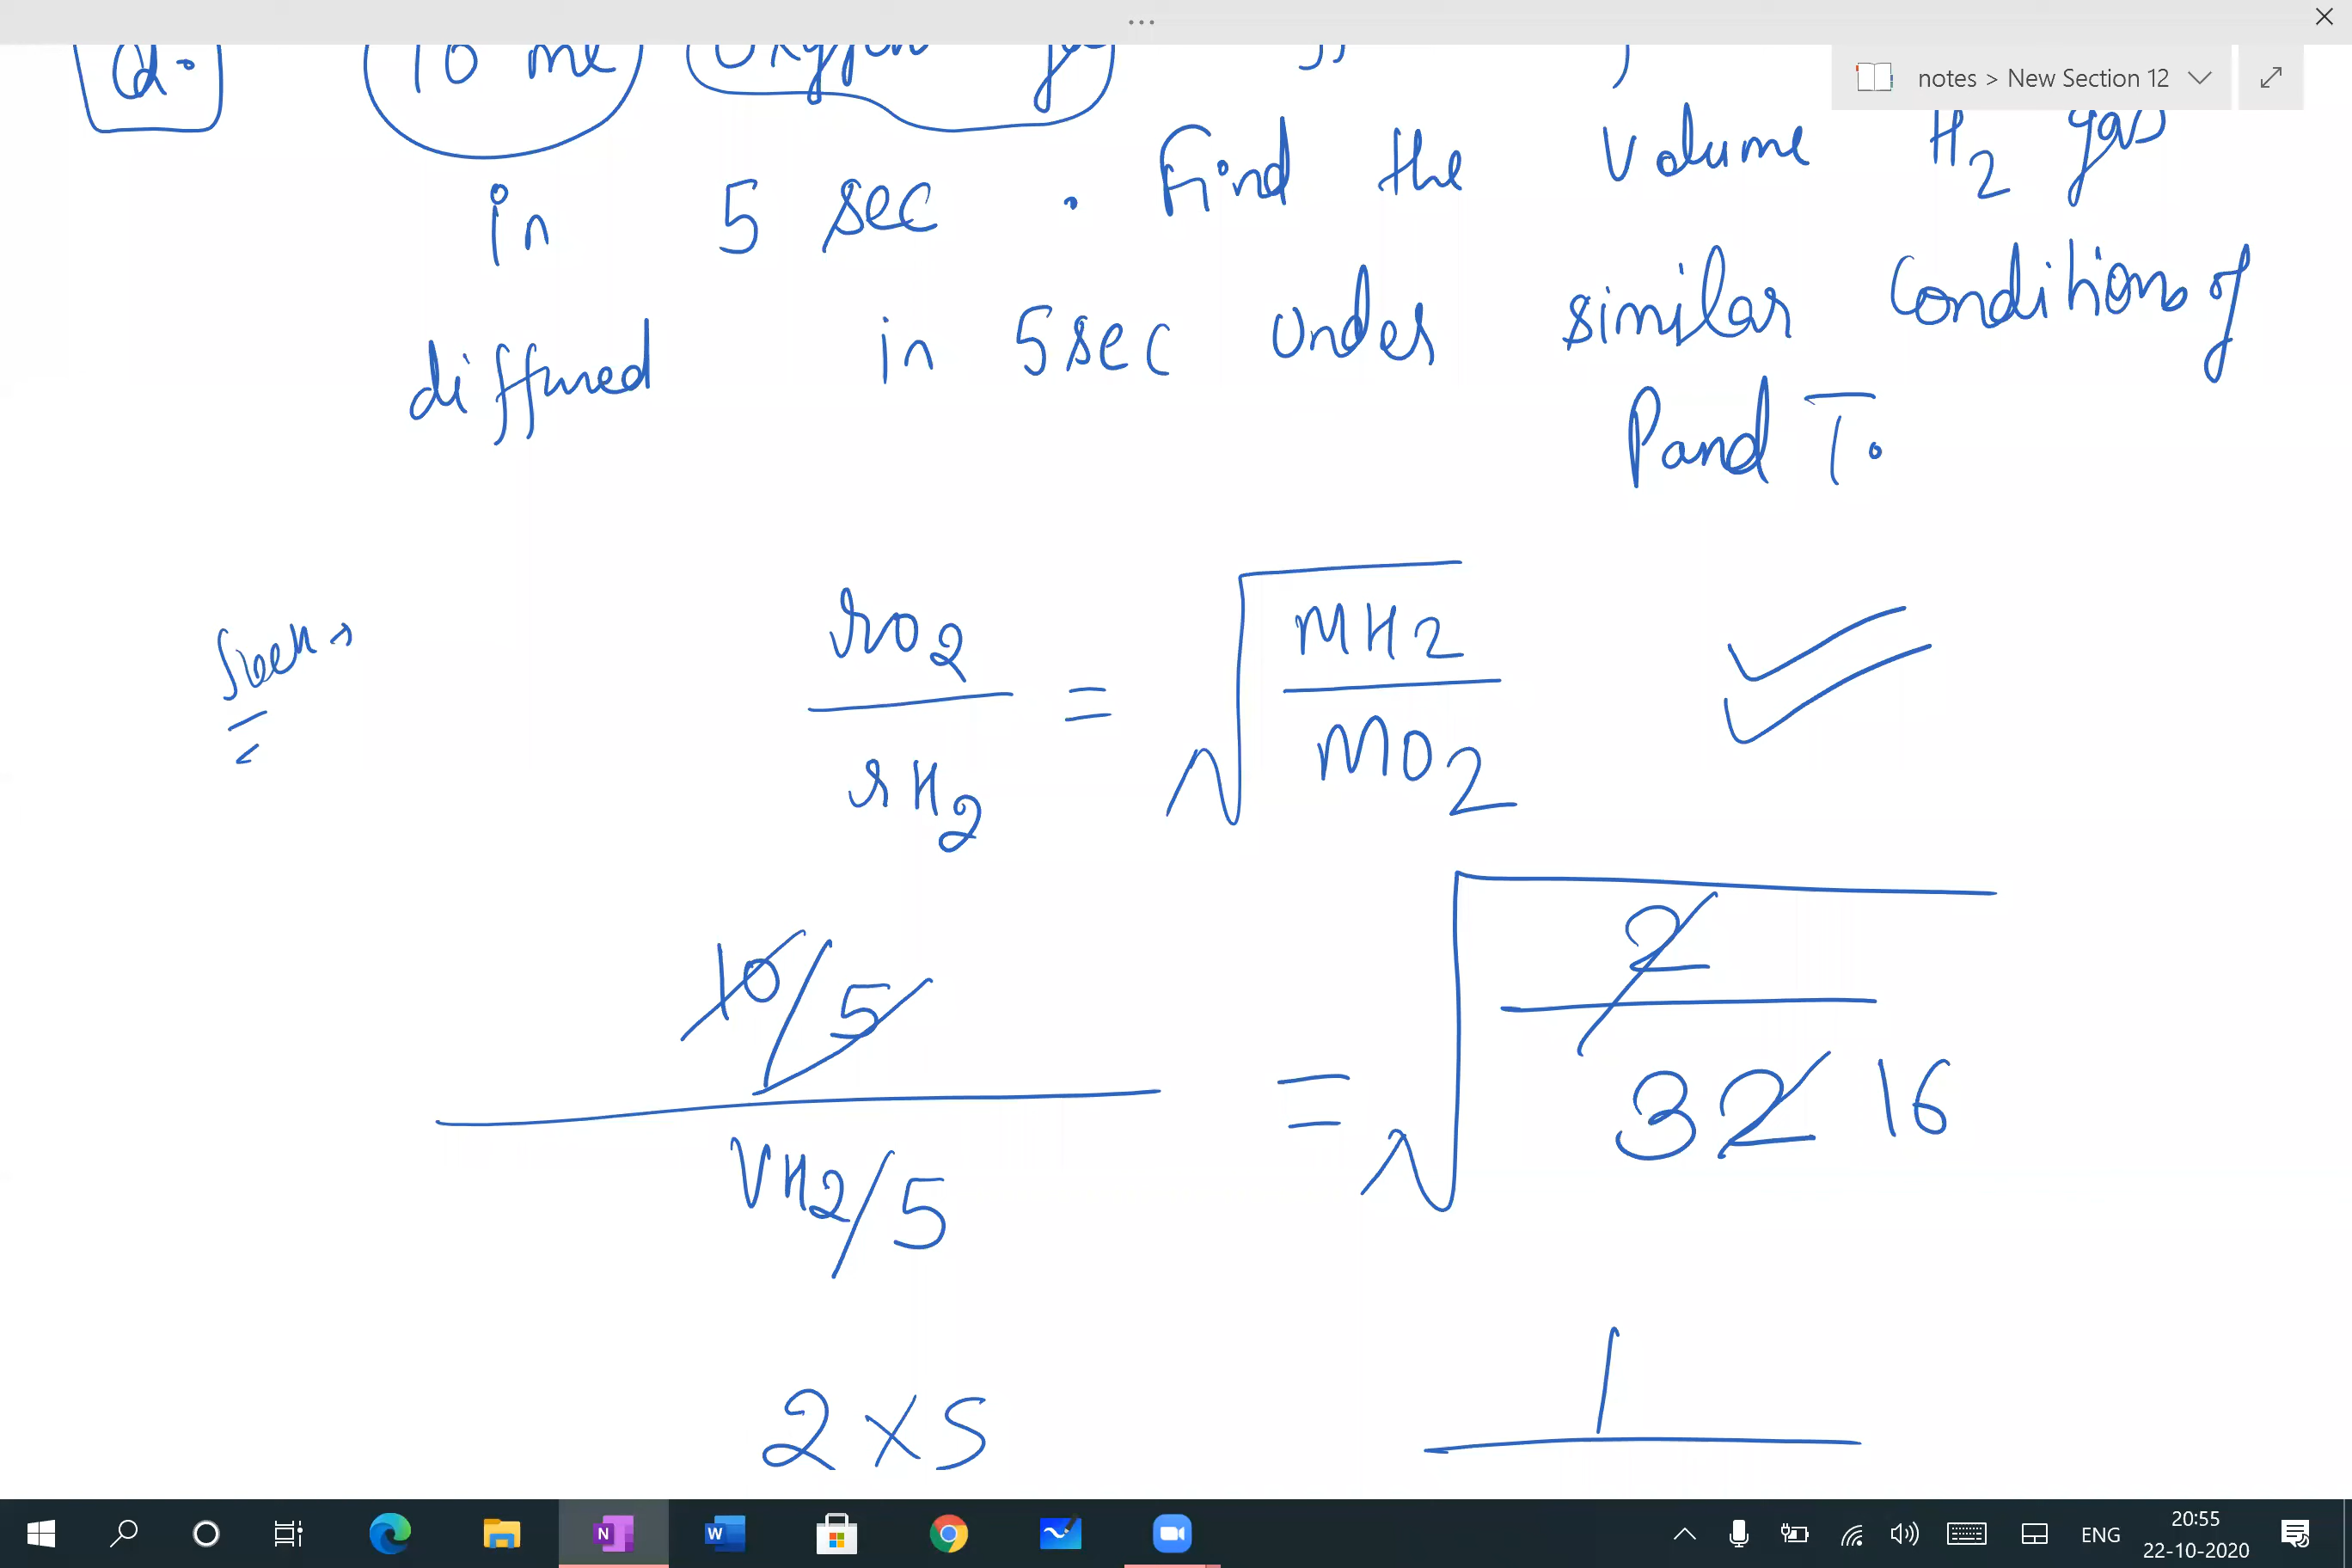 notes > New Section 12
Q. 10 ml Oxygen
in 5 sec . Find the Volume H2 gas
diffused in 5sec under similar conditions of
P and T.
rO2 / rH2 = √ MH2 / MO2
10/5 / VH2/5 = √ 2 / 32 16
2 x 5 1
ENG
20:55
22-10-2020